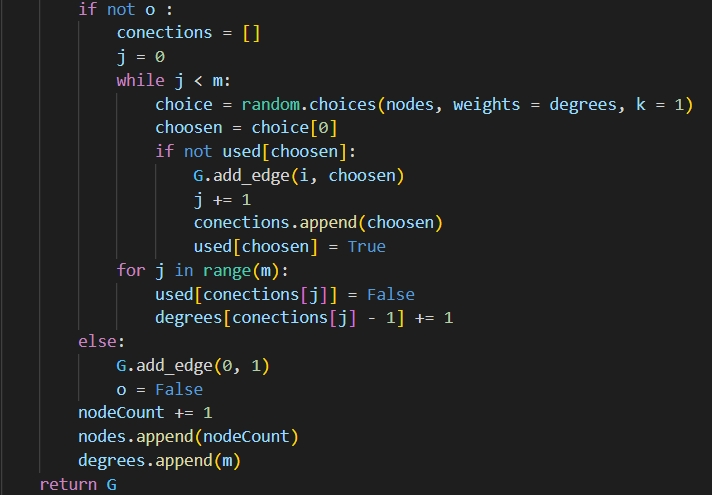 if not o :
conections = []
j = 0
while j < m:
choice = random.choices(nodes, weights = degrees, k = 1)
choosen = choice[0]
if not used[choosen]:
G.add_edge(i, choosen)
j += 1
conections.append(choosen)
used[choosen] = True
for j in range(m):
used[conections[j]] = False
degrees[conections[j] - 1] += 1
else:
G.add_edge(0, 1)
o = False
nodeCount += 1
nodes.append(nodeCount)
degrees.append(m)
return G